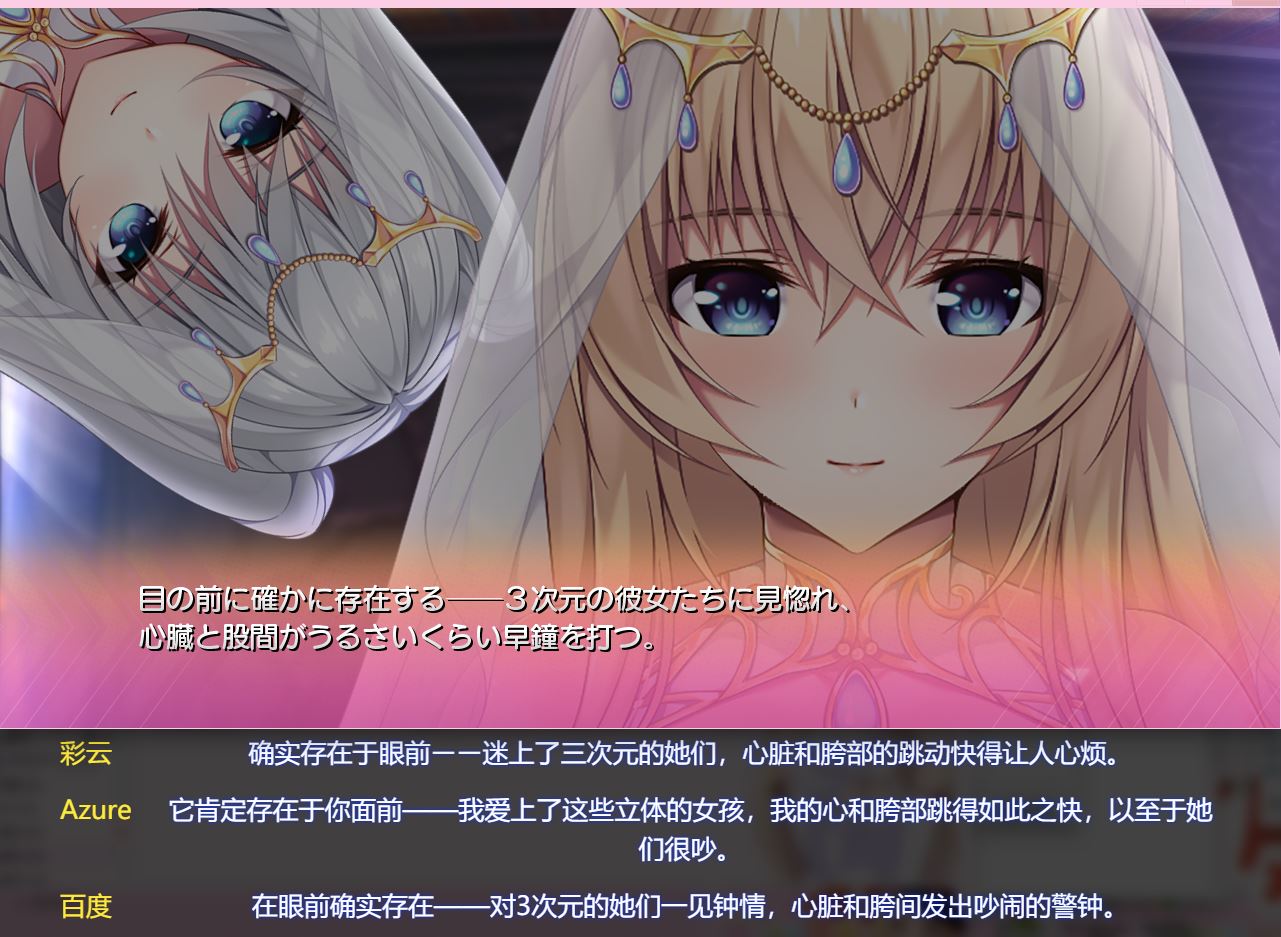 目の前に確かに存在する――３次元の彼女たちに見惚れ、
心臓と股間がうるさいくらい早鐘を打つ。
彩云 确实存在于眼前ーー迷上了三次元的她们，心脏和胯部的跳动快得让人心烦。
Azure 它肯定存在于你面前——我爱上了这些立体的女孩，我的心和胯部跳得如此之快，以至于她
们很吵。
百度 在眼前确实存在——对3次元的她们一见钟情，心脏和胯间发出吵闹的警钟。